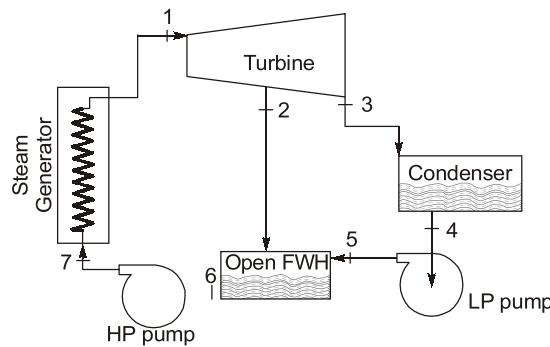 1
Turbine
2
3
Steam
Generator
Condenser
4
5
7
Open FWH
6
LP pump
HP pump